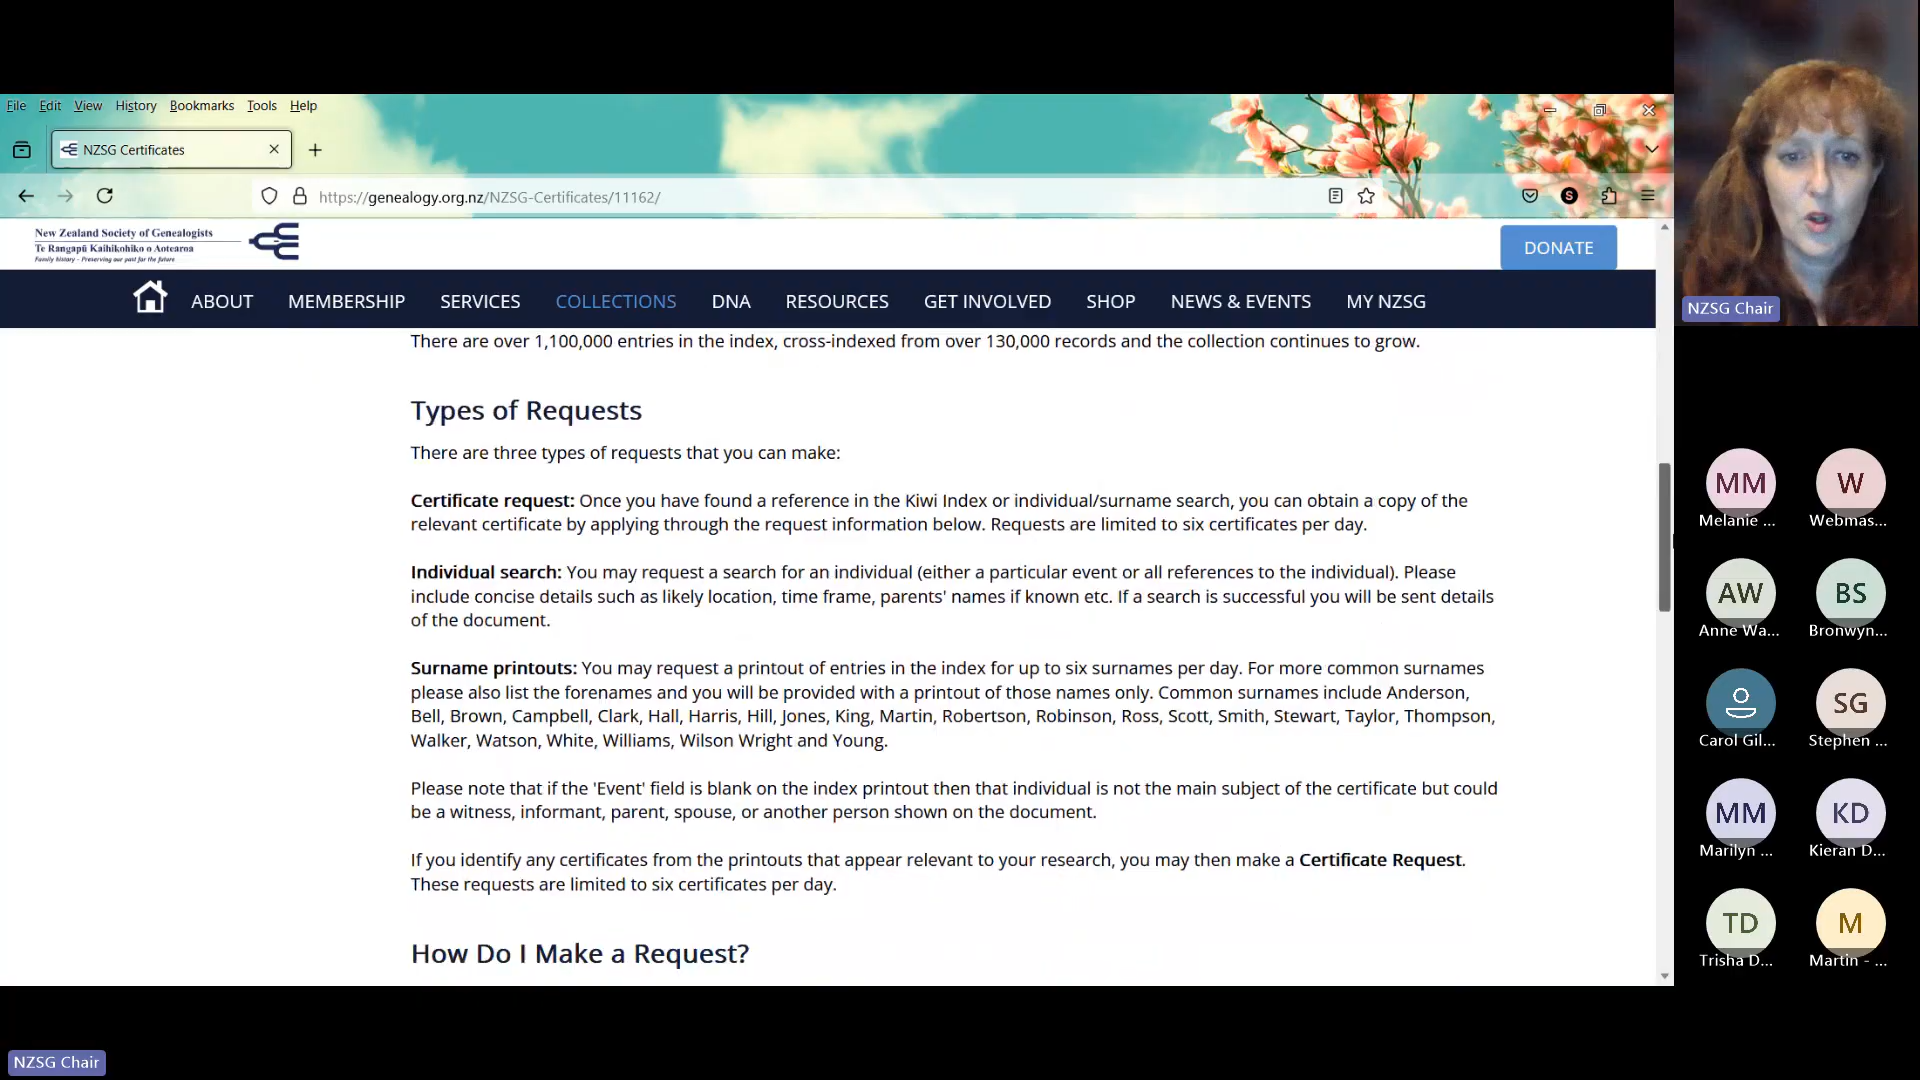 File Edit View History Bookmarks Tools Help
NZSG Certificates
https://genealogy.org.nz/NZSG-Certificates/11162/
S
New Zealand Society of Genealogists
Te Rangapū Kaihikohiko o Aotearoa
Family history - Preserving our past for the future
DONATE
ABOUT MEMBERSHIP SERVICES COLLECTIONS DNA RESOURCES GET INVOLVED SHOP NEWS & EVENTS MY NZSG
There are over 1,100,000 entries in the index, cross-indexed from over 130,000 records and the collection continues to grow.
Types of Requests
There are three types of requests that you can make:
Certificate request: Once you have found a reference in the Kiwi Index or individual/surname search, you can obtain a copy of the
relevant certificate by applying through the request information below. Requests are limited to six certificates per day.
Individual search: You may request a search for an individual (either a particular event or all references to the individual). Please
include concise details such as likely location, time frame, parents' names if known etc. If a search is successful you will be sent details
of the document.
Surname printouts: You may request a printout of entries in the index for up to six surnames per day. For more common surnames
please also list the forenames and you will be provided with a printout of those names only. Common surnames include Anderson,
Bell, Brown, Campbell, Clark, Hall, Harris, Hill, Jones, King, Martin, Robertson, Robinson, Ross, Scott, Smith, Stewart, Taylor, Thompson,
Walker, Watson, White, Williams, Wilson Wright and Young.
Please note that if the 'Event' field is blank on the index printout then that individual is not the main subject of the certificate but could
be a witness, informant, parent, spouse, or another person shown on the document.
If you identify any certificates from the printouts that appear relevant to your research, you may then make a Certificate Request.
These requests are limited to six certificates per day.
How Do I Make a Request?
NZSG Chair
NZSG Chair
MM W
Melanie ... Webmas...
AW BS
Anne Wa... Bronwyn...
SG
Carol Gil... Stephen ...
MM KD
Marilyn ... Kieran D...
TD M
Trisha D... Martin - ...